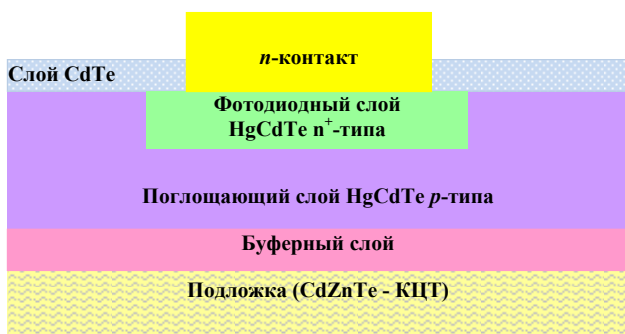 n-контакт
Слой CdTe
Фотодиодный слой
HgCdTe n⁺-типа
Поглощающий слой HgCdTe p-типа
Буферный слой
Подложка (CdZnTe - КЦТ)